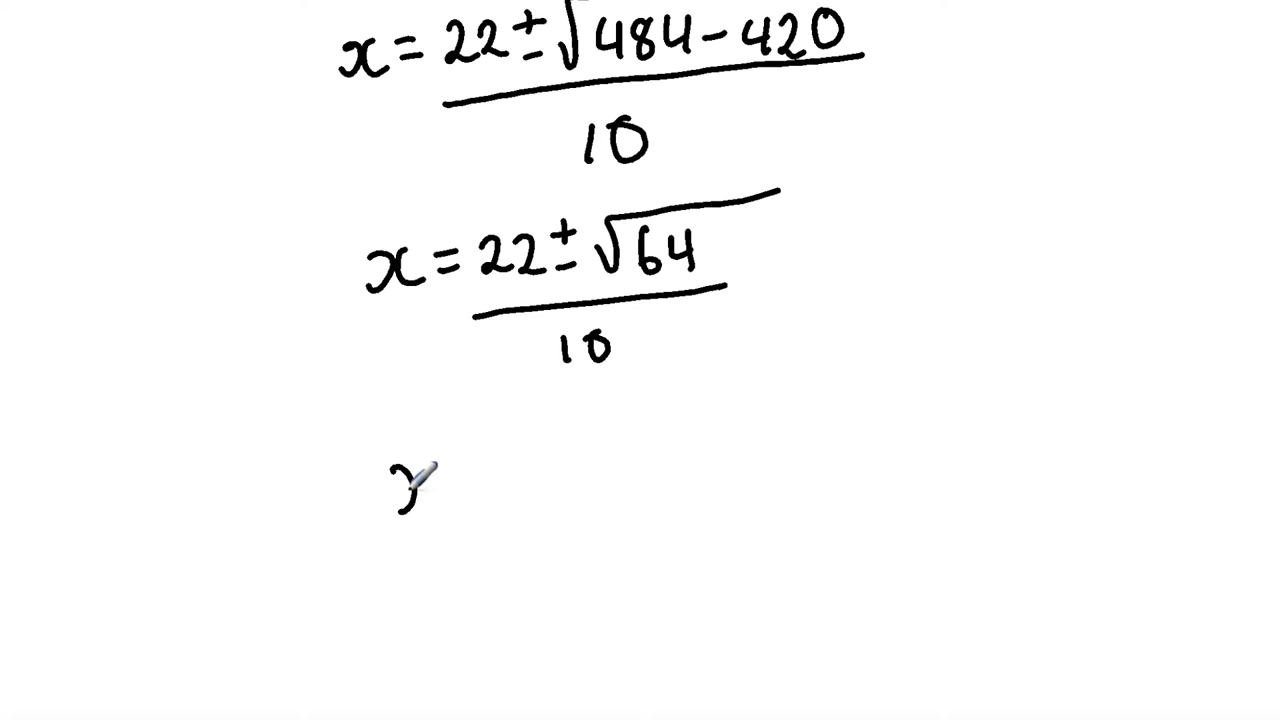 x = 22 ± √484 - 420
10
x = 22 ± √64
10
x